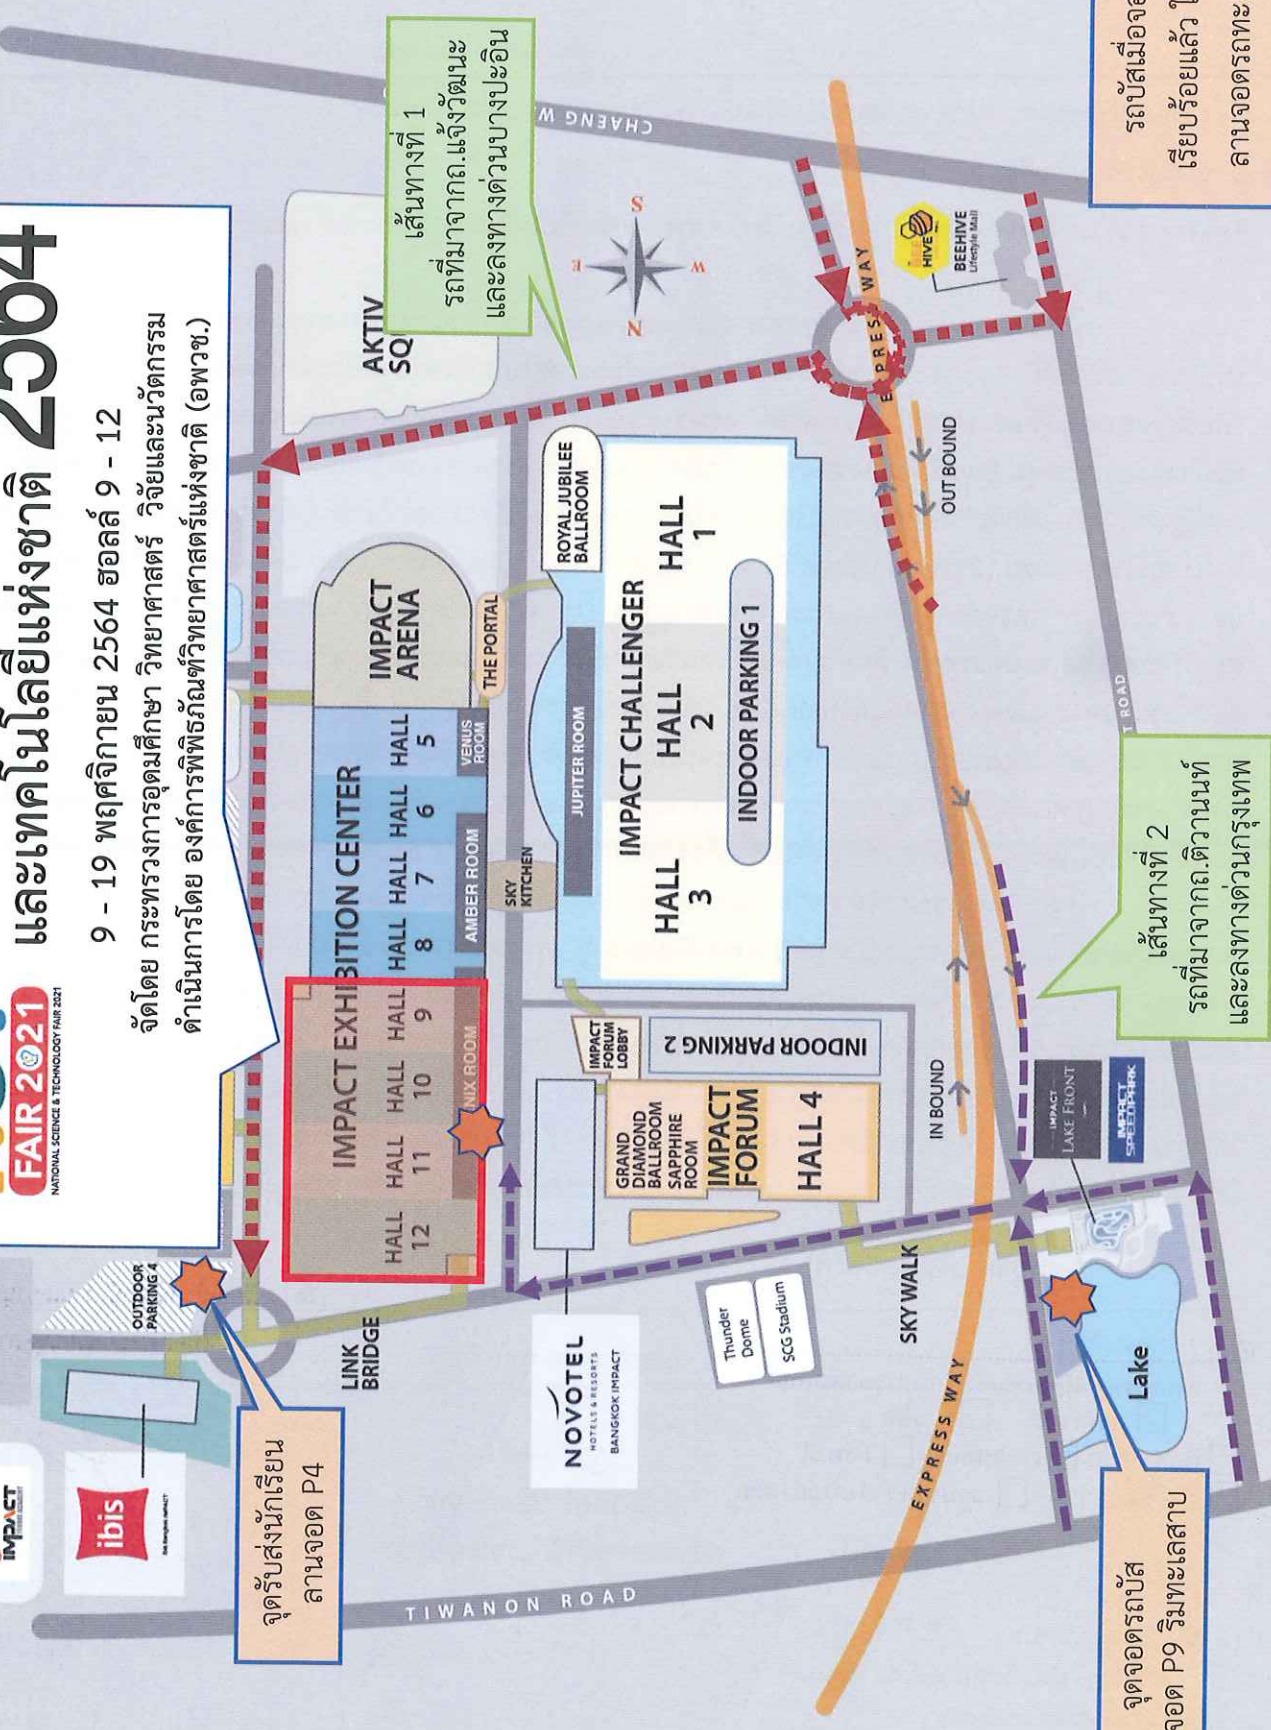 และเทคโนโลยีแห่งชาติ 2564
FAIR 2021
NATIONAL SCIENCE & TECHNOLOGY FAIR 2021
9 - 19 พฤศจิกายน 2564 ฮอลล์ 9 - 12
จัดโดย กระทรวงการอุดมศึกษา วิทยาศาสตร์ วิจัยและนวัตกรรม
ดำเนินการโดย องค์การพิพิธภัณฑ์วิทยาศาสตร์แห่งชาติ (อพวช.)
เส้นทางที่ 1
รถที่มาจากถ.แจ้งวัฒนะ
และลงทางด่วนบางปะอิน
รถบัสเมื่อจอ
เรียบร้อยแล้ว
ลานจอดรถทะ
CHAENG W
AKTIV
SQ
N
S
E
W
BEE
HIVE
BEEHIVE
Lifestyle Mall
EXPRESS WAY
OUT BOUND
IMPACT
ibis
OUTDOOR
PARKING 4
LINK
BRIDGE
จุดรับส่งนักเรียน
ลานจอด P4
IMPACT EXHIBITION CENTER
HALL
12
HALL
11
HALL
10
HALL
9
HALL
8
HALL
7
HALL
6
HALL
5
NIX ROOM
AMBER ROOM
VENUS
ROOM
IMPACT
ARENA
THE PORTAL
SKY
KITCHEN
ROYAL JUBILEE
BALLROOM
JUPITER ROOM
IMPACT CHALLENGER
HALL
3
HALL
2
HALL
1
INDOOR PARKING 1
NOVOTEL
HOTELS & RESORTS
BANGKOK IMPACT
IMPACT
FORUM
LOBBY
INDOOR PARKING 2
GRAND
DIAMOND
BALLROOM
SAPPHIRE
ROOM
IMPACT
FORUM
HALL 4
Thunder
Dome
SCG Stadium
SKY WALK
IN BOUND
EXPRESS WAY
TIWANON ROAD
IMPACT
LAKE FRONT
IMPACT
SPEEDPARK
Lake
T ROAD
เส้นทางที่ 2
รถที่มาจากถ.ติวานนท์
และลงทางด่วนกรุงเทพ
จุดจอดรถบัส
จอด P9 ริมทะเลสาบ